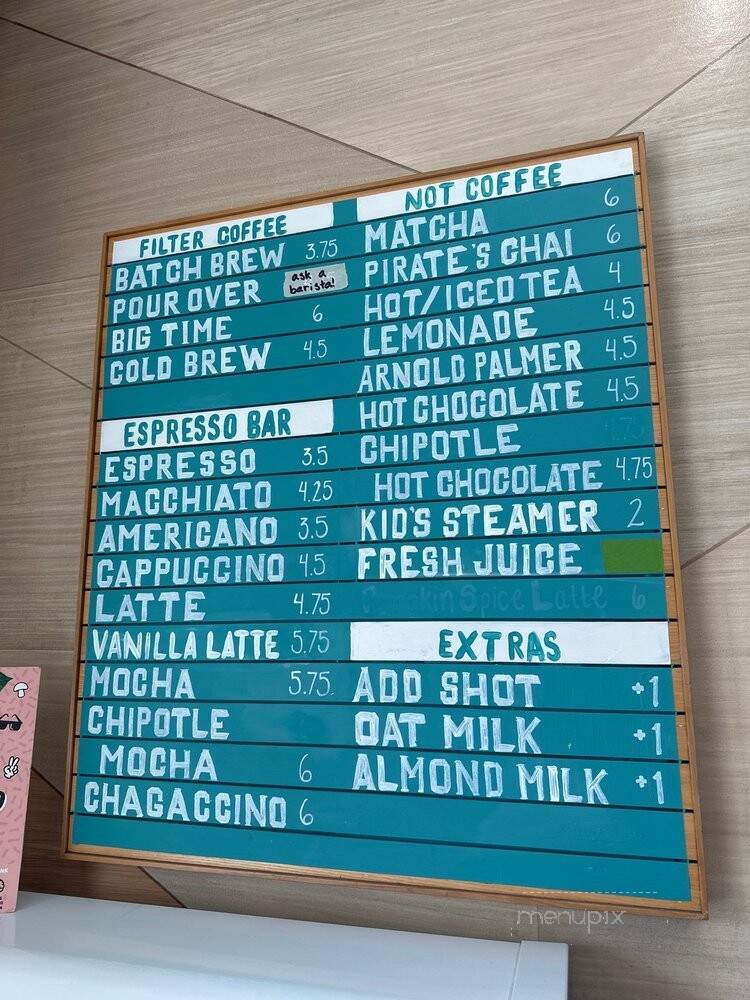 FILTER COFFEE
BATCH BREW 3.75
POUR OVER ask a barista!
BIG TIME 6
COLD BREW 4.5
ESPRESSO BAR
ESPRESSO 3.5
MACCHIATO 4.25
AMERICANO 3.5
CAPPUCCINO 4.5
LATTE 4.75
VANILLA LATTE 5.75
MOCHA 5.75
CHIPOTLE
MOCHA 6
CHAGACCINO 6
NOT COFFEE
MATCHA 6
PIRATE'S CHAI 6
HOT/ICED TEA 4
LEMONADE 4.5
ARNOLD PALMER 4.5
HOT CHOCOLATE 4.5
CHIPOTLE
HOT CHOCOLATE 4.75
KID'S STEAMER 2
FRESH JUICE
Pumpkin Spice Latte 6
EXTRAS
ADD SHOT +1
OAT MILK +1
ALMOND MILK +1
menupix